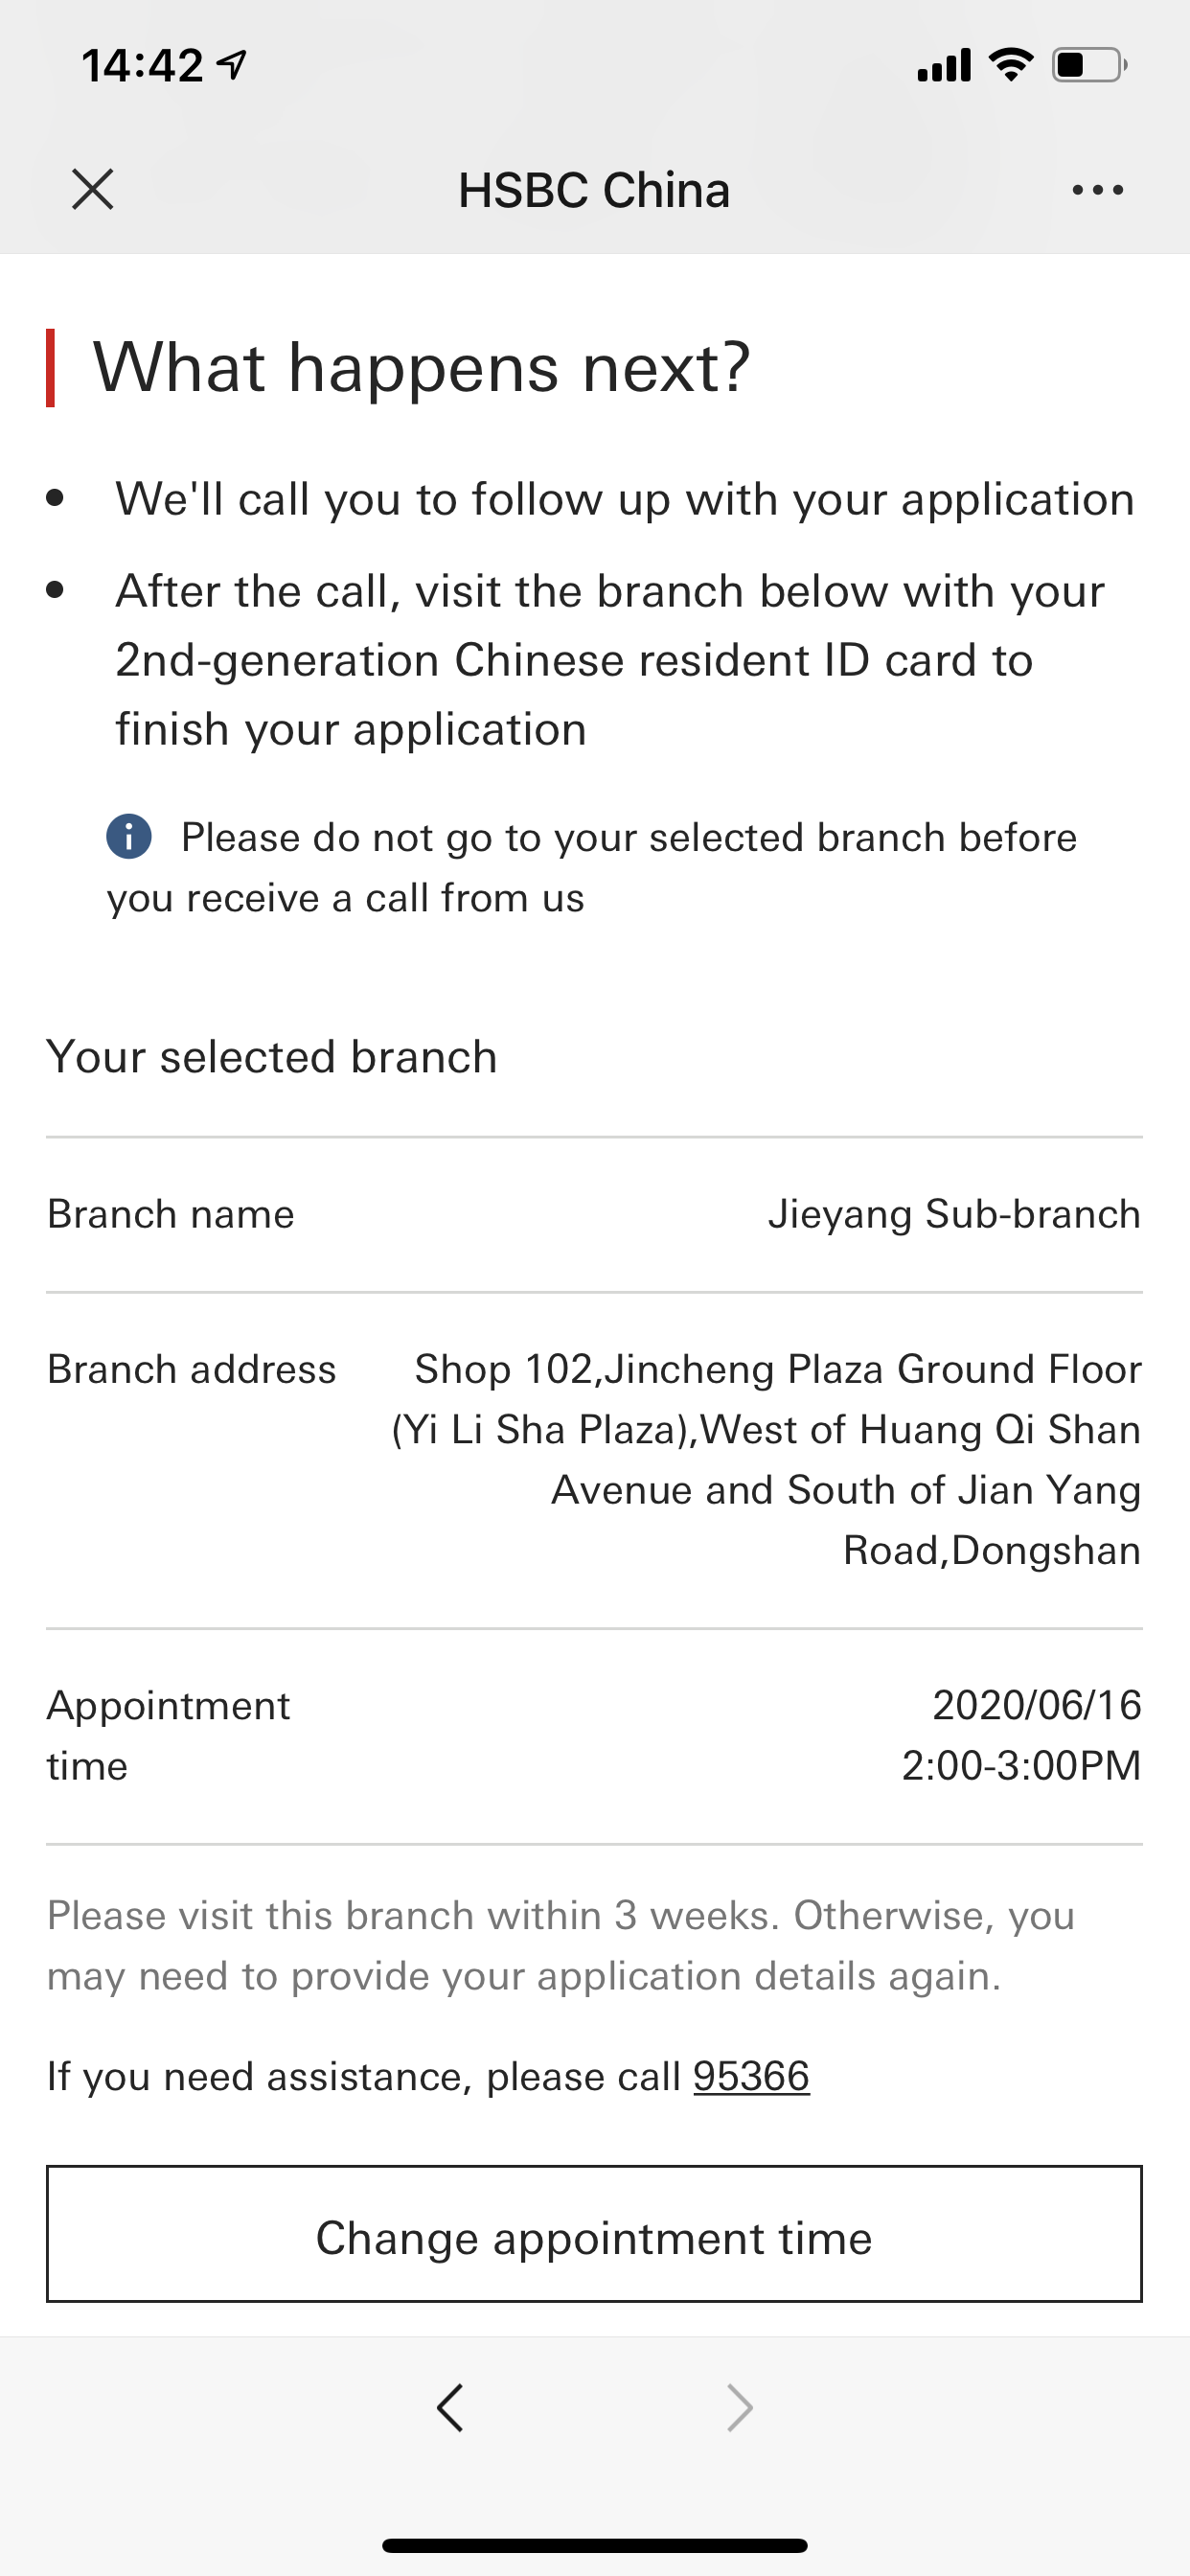 14:42
HSBC China
What happens next?
We'll call you to follow up with your application
After the call, visit the branch below with your
2nd-generation Chinese resident ID card to
finish your application
Please do not go to your selected branch before
you receive a call from us
Your selected branch
Branch name Jieyang Sub-branch
Branch address Shop 102,Jincheng Plaza Ground Floor
(Yi Li Sha Plaza),West of Huang Qi Shan
Avenue and South of Jian Yang
Road,Dongshan
Appointment 2020/06/16
time 2:00-3:00PM
Please visit this branch within 3 weeks. Otherwise, you
may need to provide your application details again.
If you need assistance, please call 95366
Change appointment time